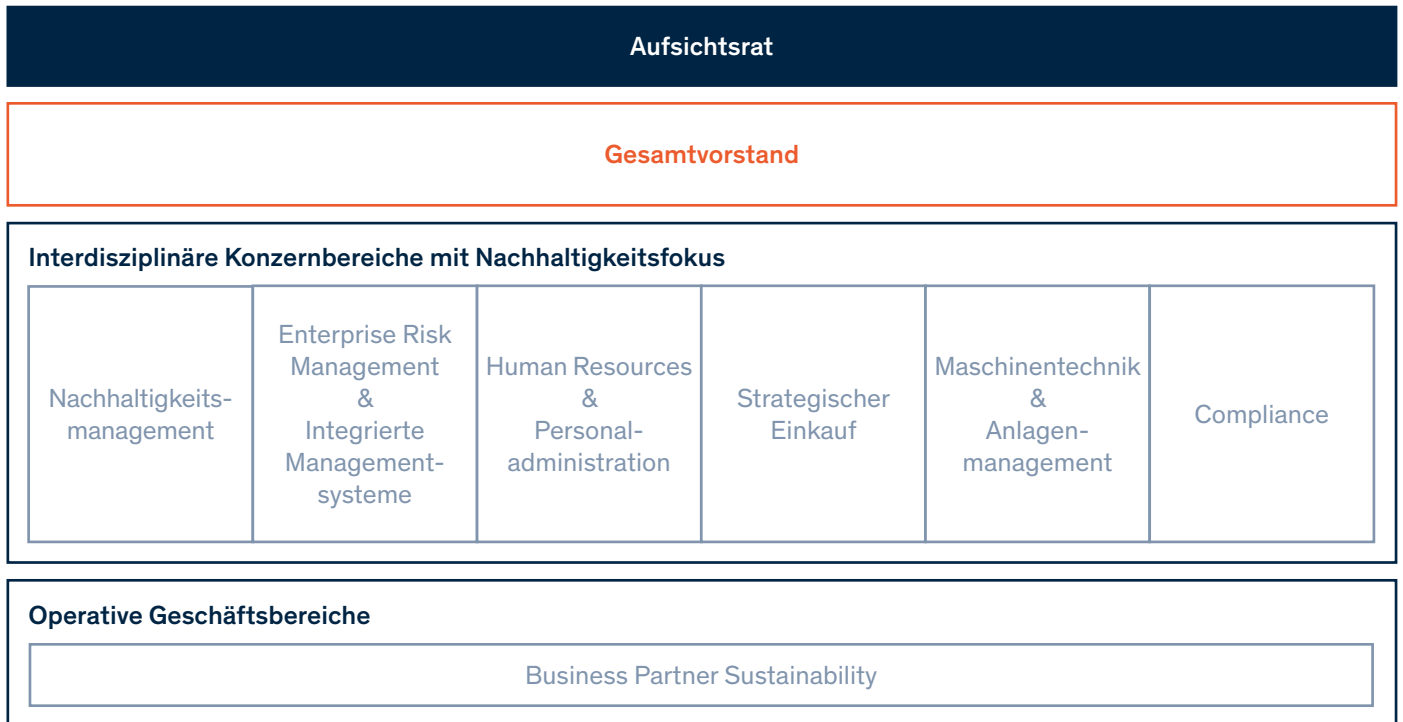 Aufsichtsrat
Gesamtvorstand
Interdisziplinäre Konzernbereiche mit Nachhaltigkeitsfokus
Nachhaltigkeits-
management
Enterprise Risk
Management
&
Integrierte
Management-
systeme
Human Resources
&
Personal-
administration
Strategischer
Einkauf
Maschinentechnik
&
Anlagen-
management
Compliance
Operative Geschäftsbereiche
Business Partner Sustainability